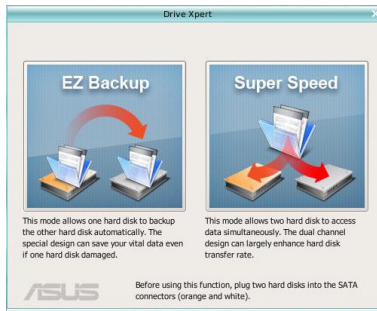 Drive Xpert
EZ Backup
Super Speed
This mode allows one hard disk to backup
the other hard disk automatically. The
special design can save your vital data even
if one hard disk damaged.
This mode allows two hard disk to access
data simultaneously. The dual channel
design can largely enhance hard disk
transfer rate.
ASUS
Before using this function, plug two hard disks into the SATA
connectors (orange and white).